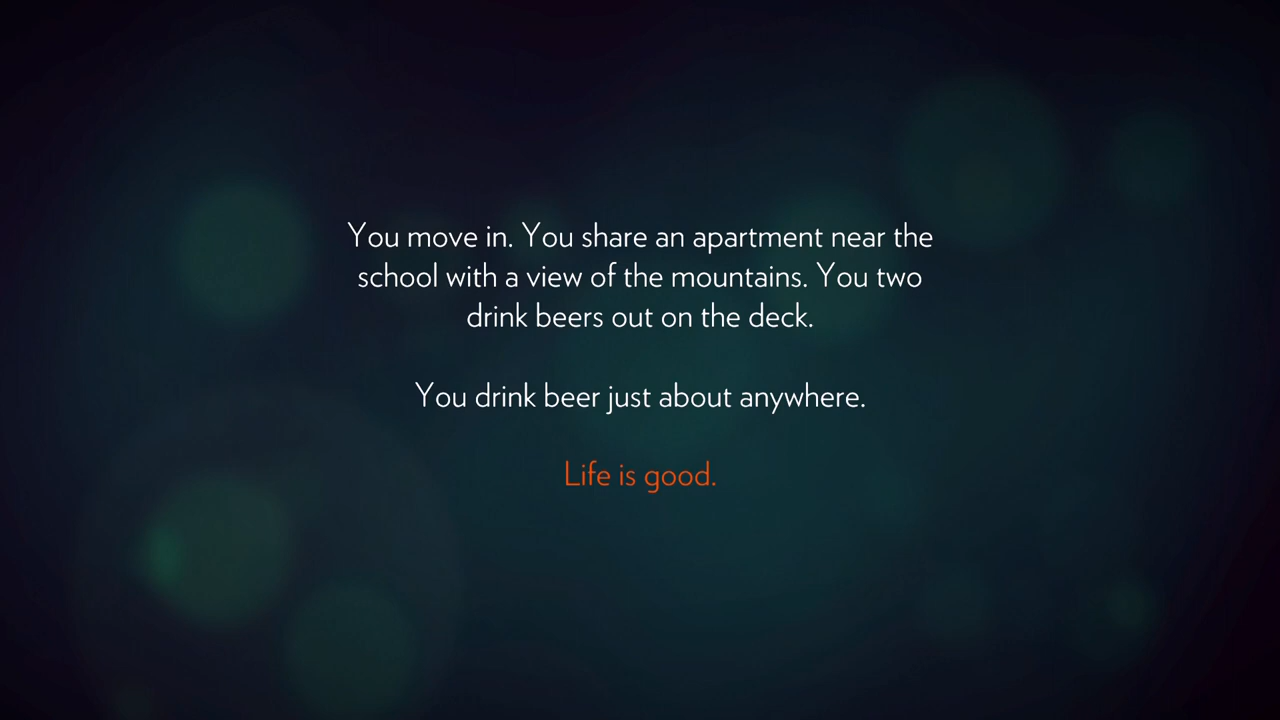 You move in. You share an apartment near the
school with a view of the mountains. You two
drink beers out on the deck.
You drink beer just about anywhere.
Life is good.